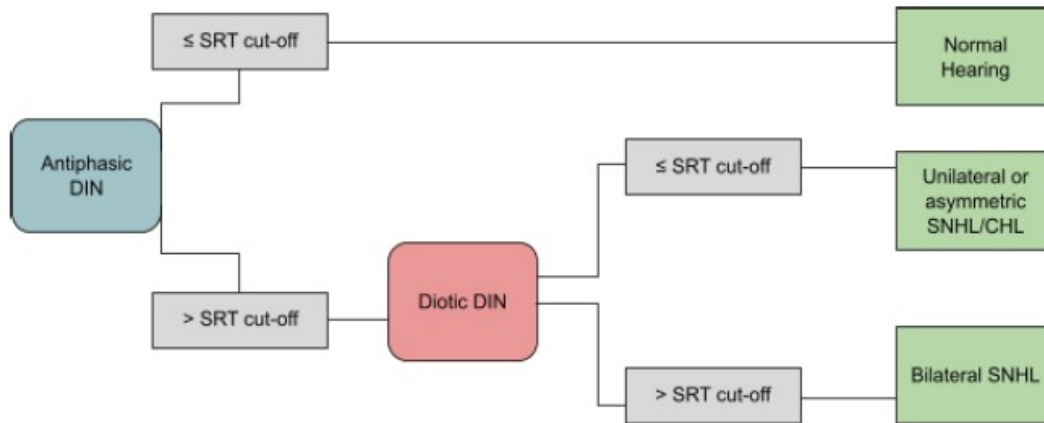 ≤ SRT cut-off
Normal
Hearing
Antiphasic
DIN
≤ SRT cut-off
Unilateral or
asymmetric
SNHL/CHL
Diotic DIN
> SRT cut-off
> SRT cut-off
Bilateral SNHL